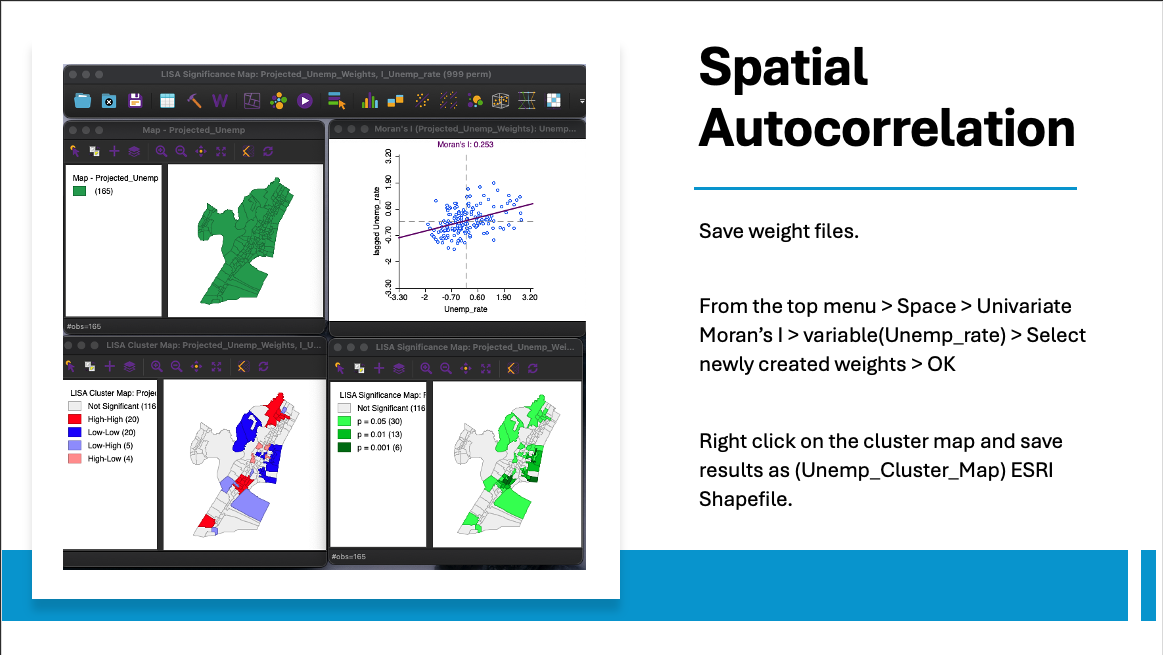 LISA Significance Map: Projected_Unemp_Weights, I_Unemp_rate (999 perm)
W
Map - Projected_Unemp
Map - Projected_Unemp
(165)
#obs=165
Moran's I (Projected_Unemp_Weights): Unemp...
Moran's I: 0.253
lagged Unemp_rate
3.20
1.90
0.60
-0.70
-2
-3.30
-3.30 -2 -0.70 0.60 1.90 3.20
Unemp_rate
LISA Cluster Map: Projected_Unemp_Weights, I_U...
LISA Cluster Map: Projec
Not Significant (116
High-High (20)
Low-Low (20)
Low-High (5)
High-Low (4)
LISA Significance Map: Projected_Unemp_Wei...
LISA Significance Map: P
Not Significant (116
p = 0.05 (30)
p = 0.01 (13)
p = 0.001 (6)
#obs=165
Spatial
Autocorrelation
Save weight files.
From the top menu > Space > Univariate
Moran’s I > variable(Unemp_rate) > Select
newly created weights > OK
Right click on the cluster map and save
results as (Unemp_Cluster_Map) ESRI
Shapefile.